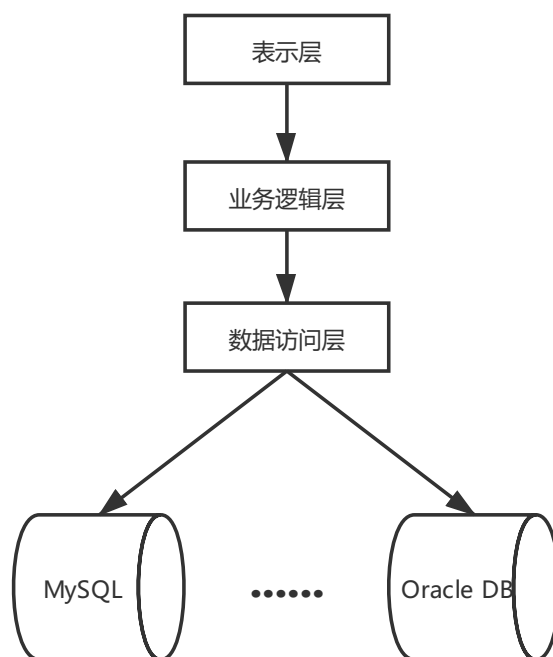 表示层
业务逻辑层
数据访问层
MySQL
......
Oracle DB